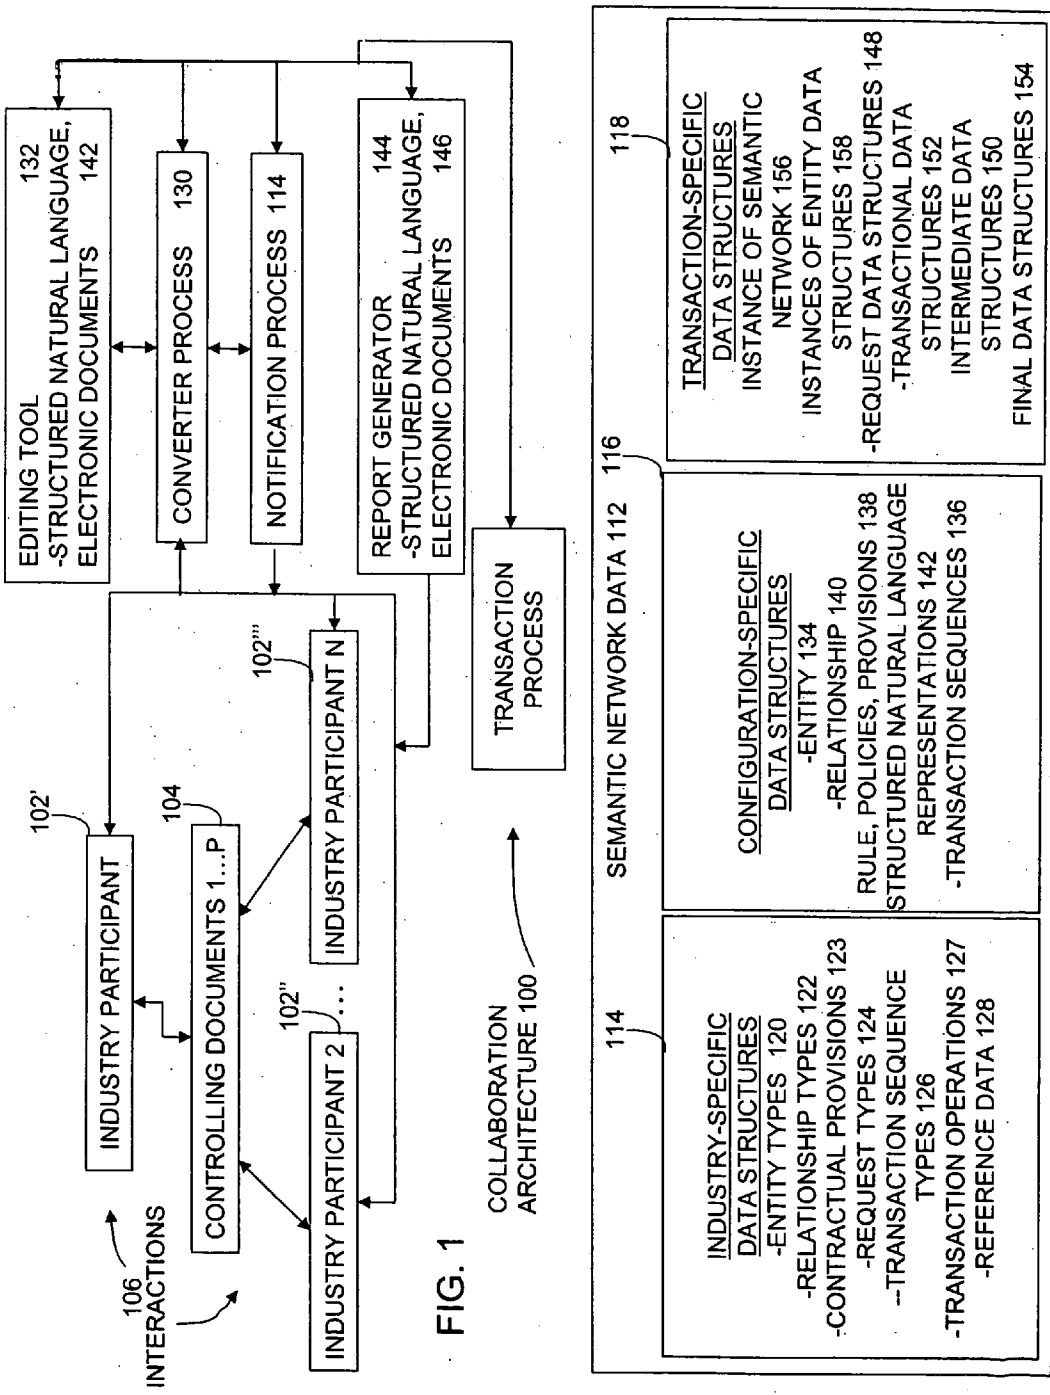 106
INTERACTIONS
INDUSTRY PARTICIPANT
102'
CONTROLLING DOCUMENTS 1...P
104
INDUSTRY PARTICIPANT 2
102"
...
INDUSTRY PARTICIPANT N
102""
EDITING TOOL 132
-STRUCTURED NATURAL LANGUAGE,
ELECTRONIC DOCUMENTS 142
CONVERTER PROCESS 130
NOTIFICATION PROCESS 114
REPORT GENERATOR 144
-STRUCTURED NATURAL LANGUAGE,
ELECTRONIC DOCUMENTS 146
TRANSACTION
PROCESS
COLLABORATION
ARCHITECTURE 100
FIG. 1
SEMANTIC NETWORK DATA 112
114
INDUSTRY-SPECIFIC
DATA STRUCTURES
-ENTITY TYPES 120
-RELATIONSHIP TYPES 122
-CONTRACTUAL PROVISIONS 123
-REQUEST TYPES 124
--TRANSACTION SEQUENCE
TYPES 126
-TRANSACTION OPERATIONS 127
-REFERENCE DATA 128
116
CONFIGURATION-SPECIFIC
DATA STRUCTURES
-ENTITY 134
-RELATIONSHIP 140
RULE, POLICIES, PROVISIONS 138
STRUCTURED NATURAL LANGUAGE
REPRESENTATIONS 142
-TRANSACTION SEQUENCES 136
118
TRANSACTION-SPECIFIC
DATA STRUCTURES
INSTANCE OF SEMANTIC
NETWORK 156
INSTANCES OF ENTITY DATA
STRUCTURES 158
-REQUEST DATA STRUCTURES 148
-TRANSACTIONAL DATA
STRUCTURES 152
INTERMEDIATE DATA
STRUCTURES 150
FINAL DATA STRUCTURES 154